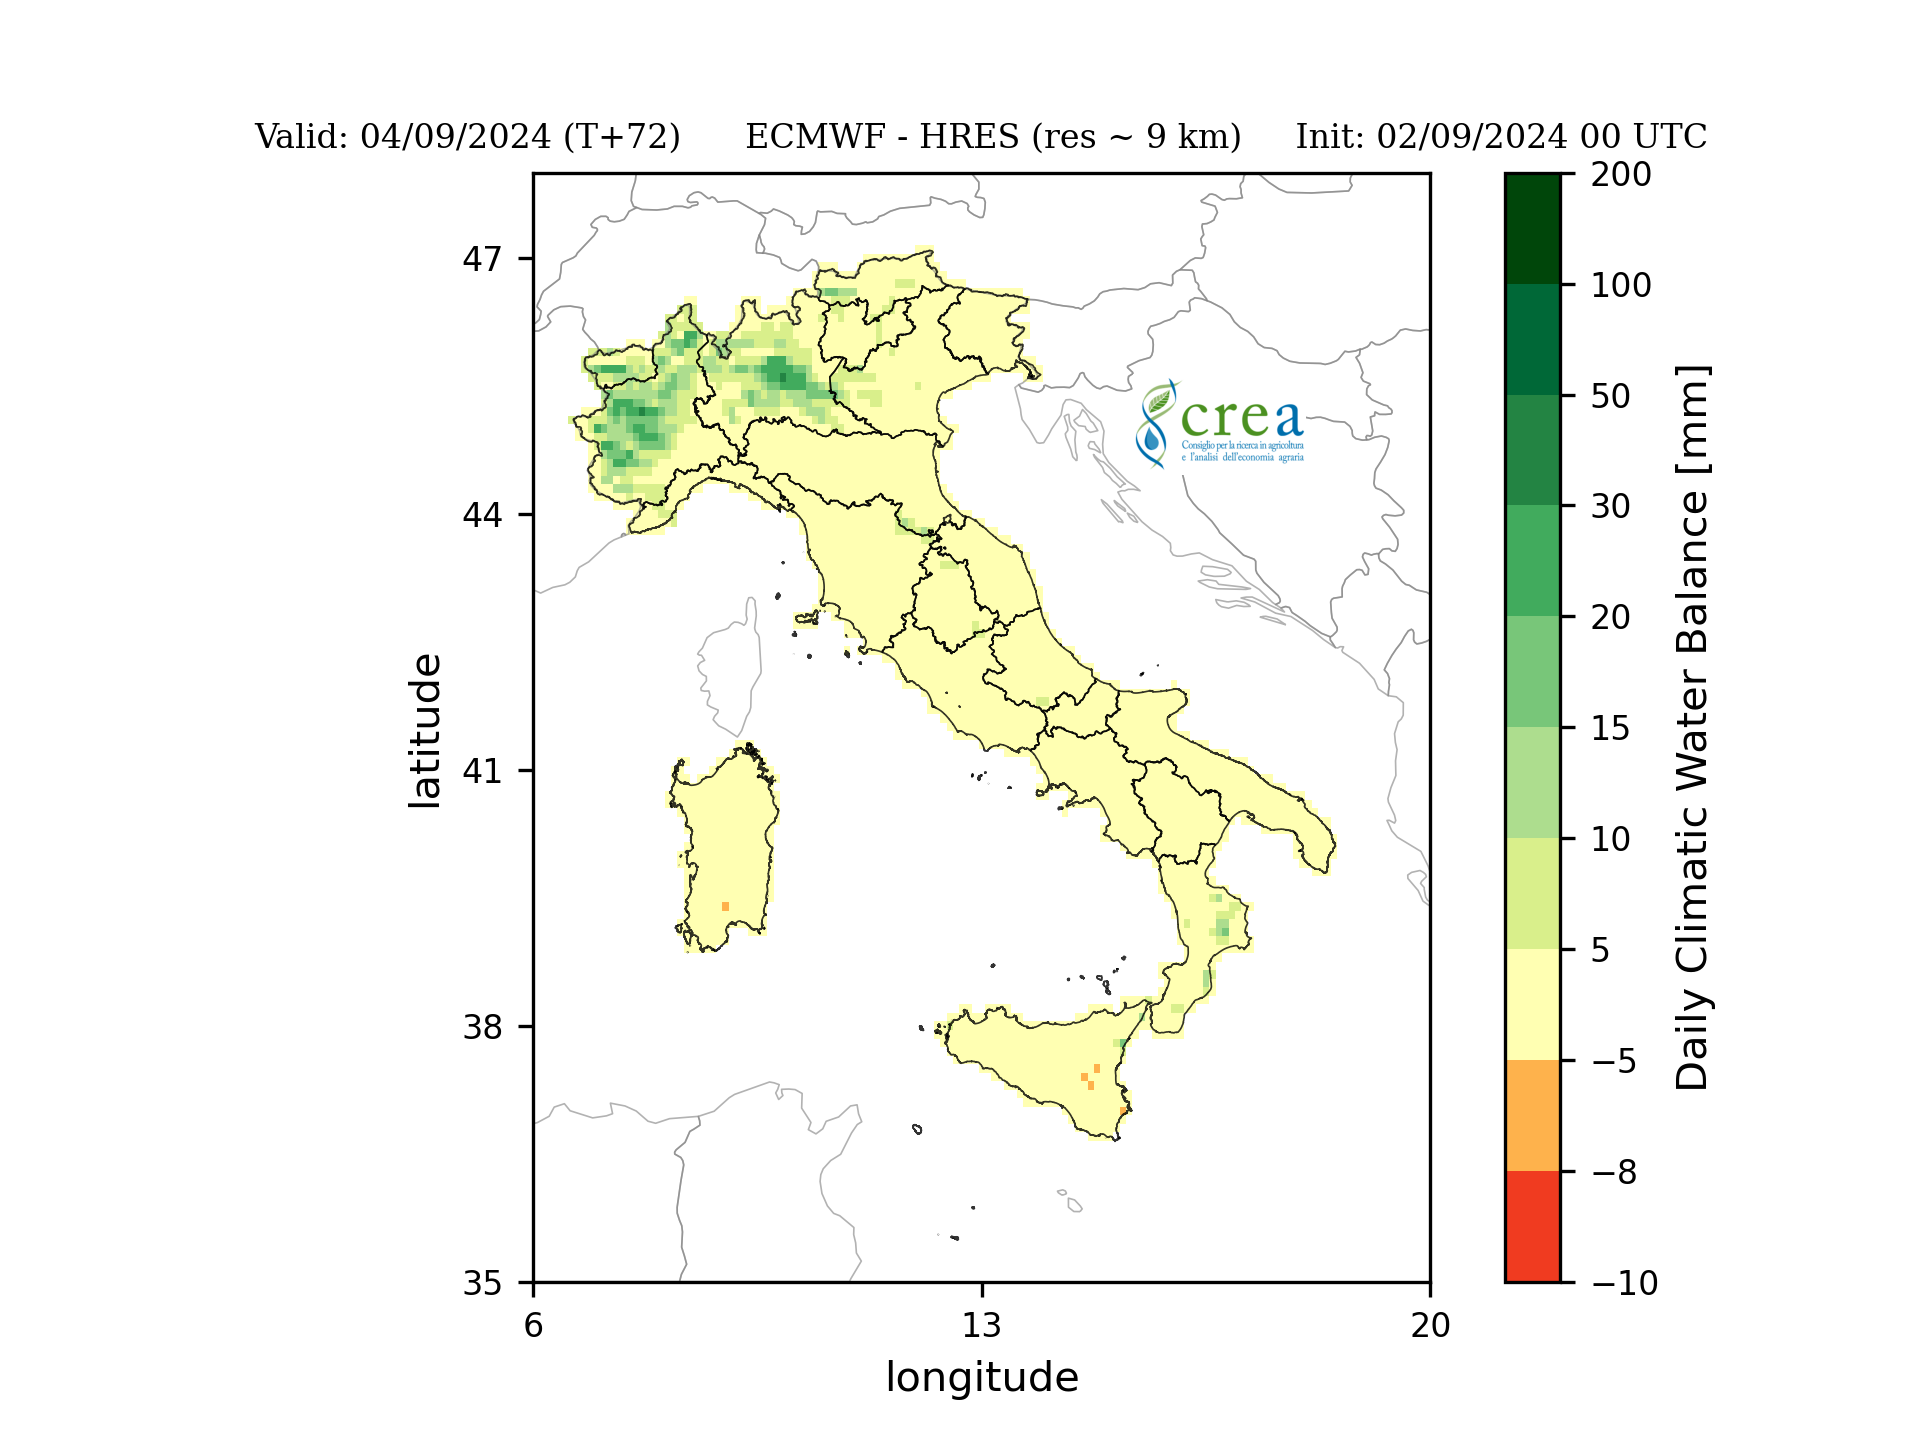 Valid: 04/09/2024 (T+72) ECMWF - HRES (res ~ 9 km) Init: 02/09/2024 00 UTC
200
47
100
crea
Consiglio per la ricerca in agricoltura
e l'analisi dell'economia agraria
50
44
30
20
latitude
Daily Climatic Water Balance [mm]
15
41
10
5
38
−5
−8
35
−10
6
13
20
longitude